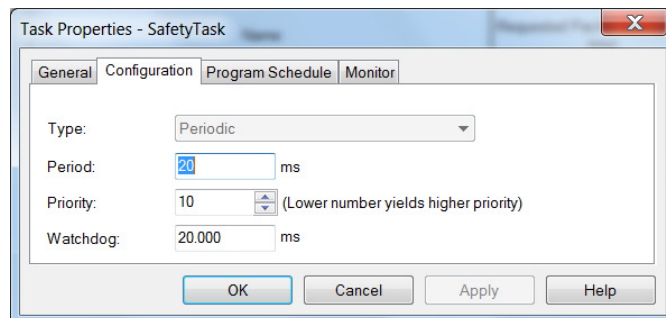 Task Properties - SafetyTask
General Configuration Program Schedule Monitor
Type: Periodic
Period: 20 ms
Priority: 10 (Lower number yields higher priority)
Watchdog: 20.000 ms
OK Cancel Apply Help